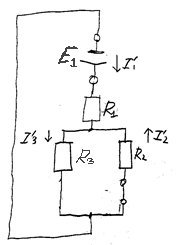 E₁ ↓I'₁
R₁
I'₃ ↓ ↑I'₂
R₃ R₂